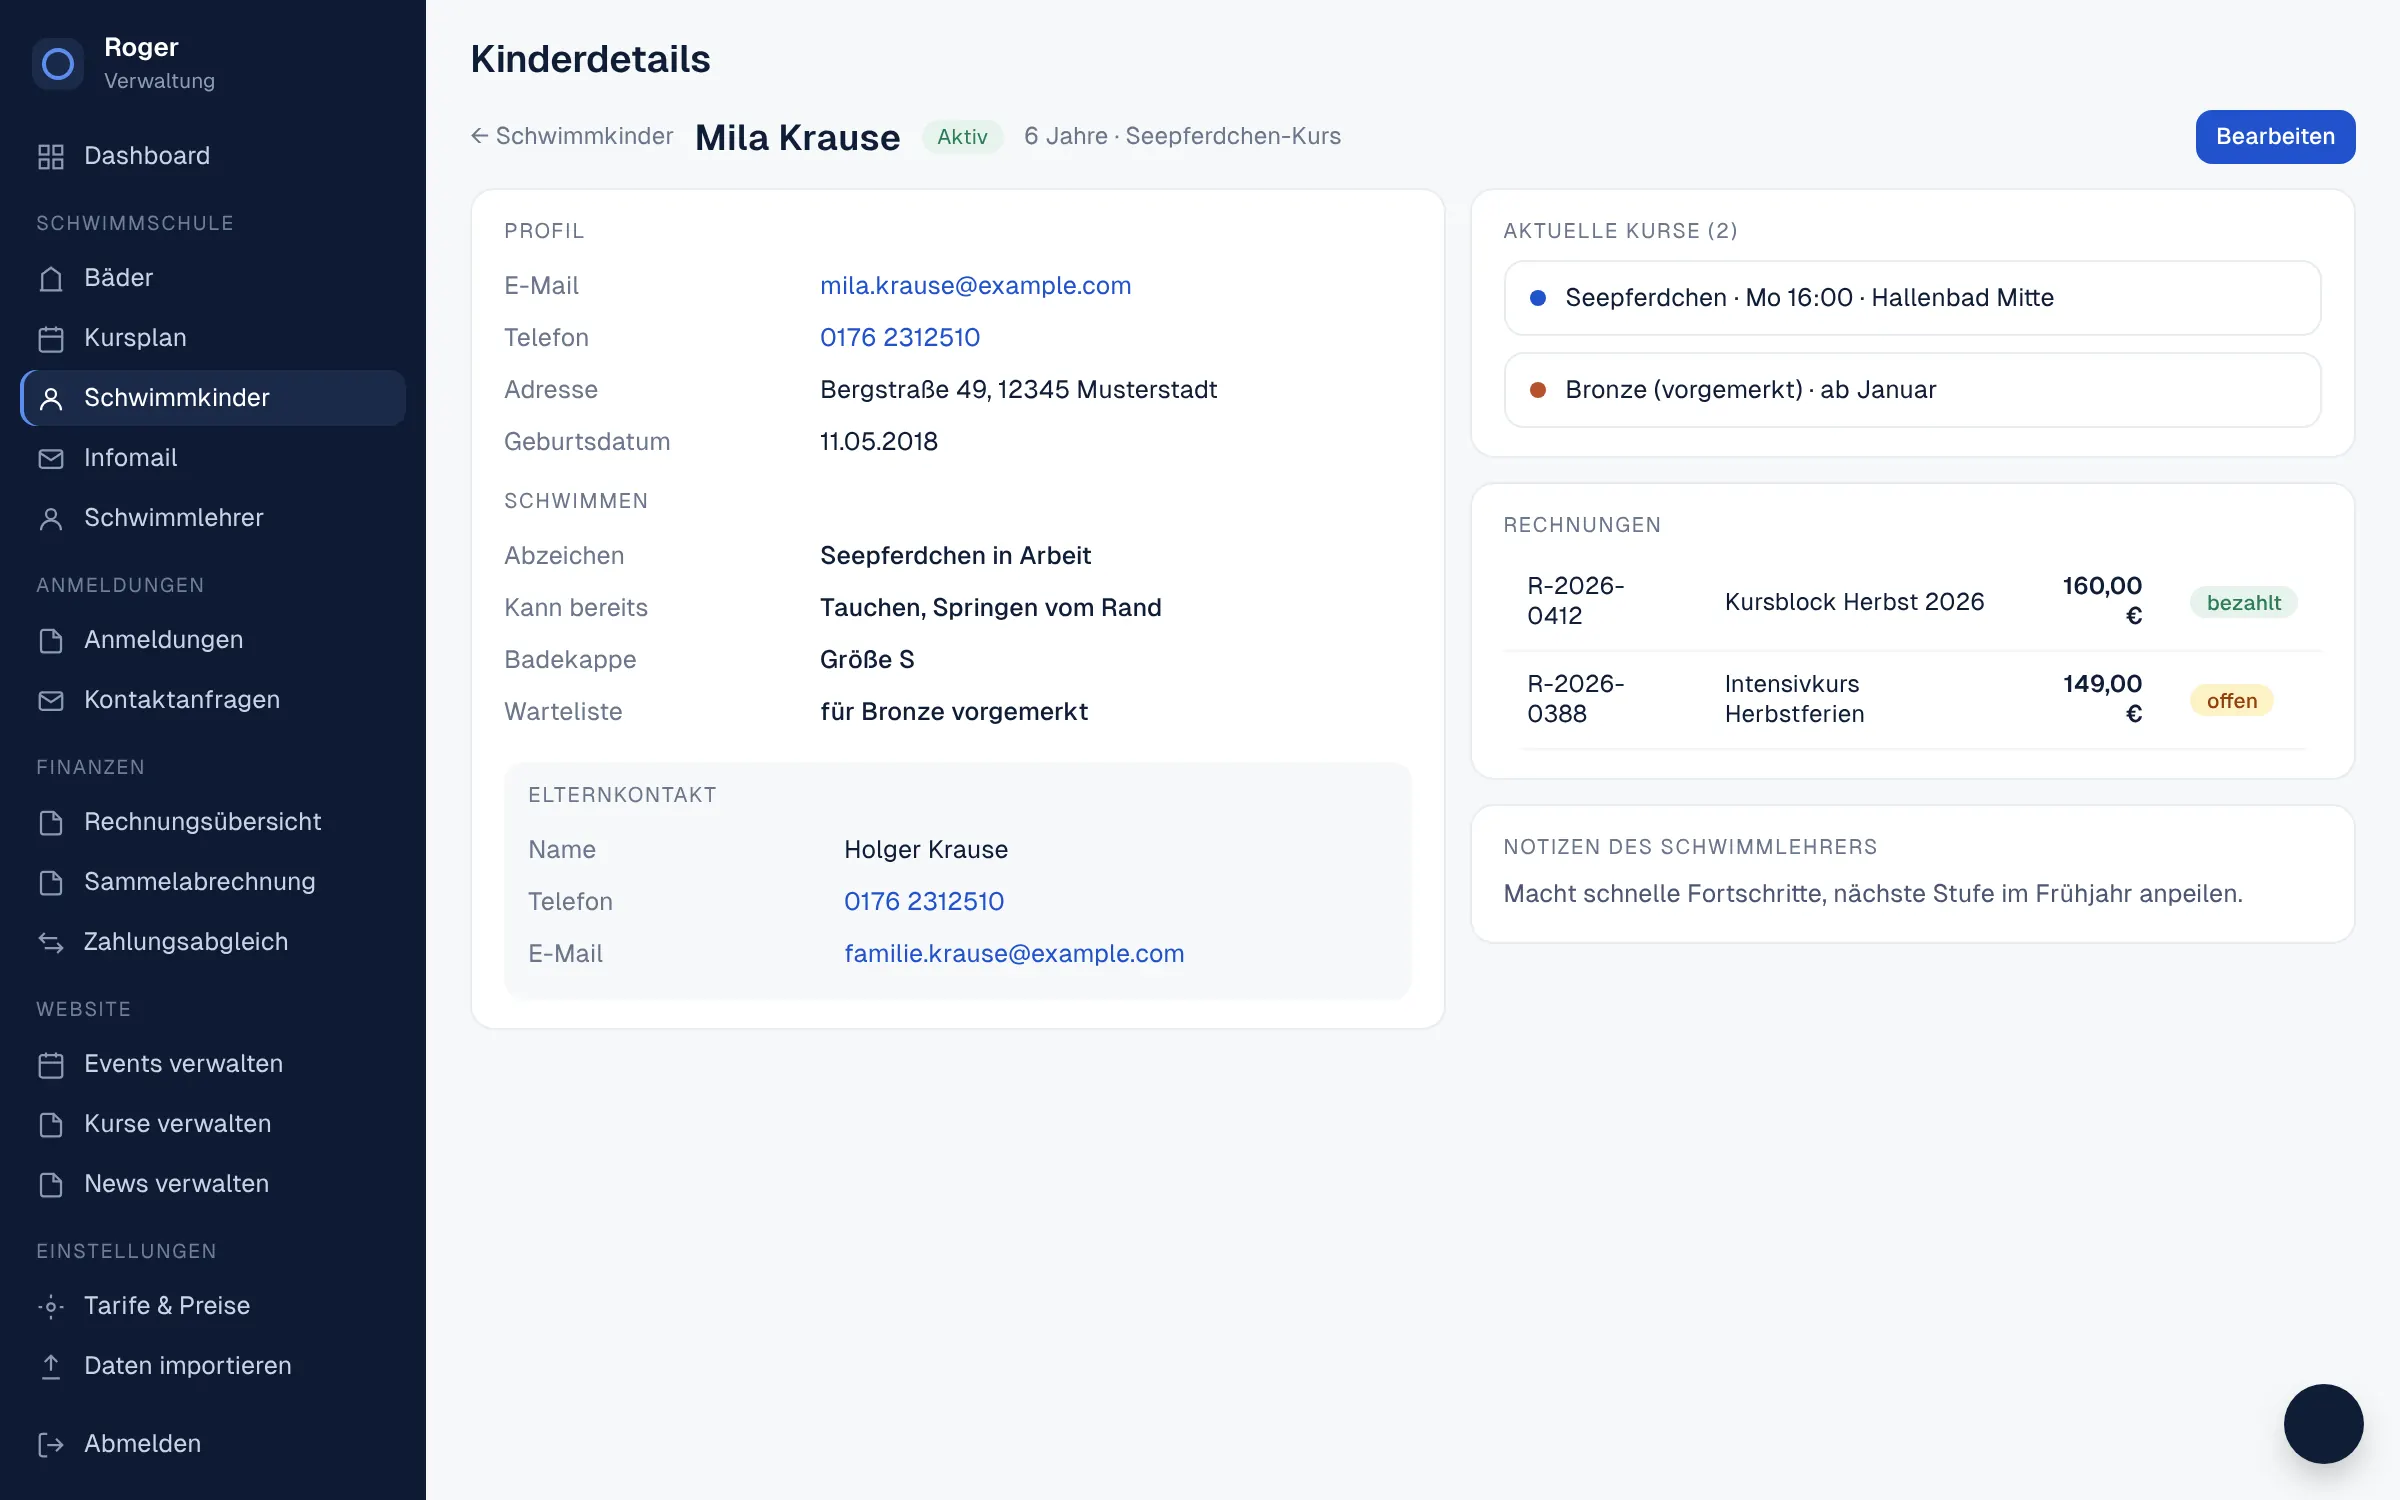 Roger
Verwaltung
Dashboard
SCHWIMMSCHULE
Bäder
Kursplan
Schwimmkinder
Infomail
Schwimmlehrer
ANMELDUNGEN
Anmeldungen
Kontaktanfragen
FINANZEN
Rechnungsübersicht
Sammelabrechnung
Zahlungsabgleich
WEBSITE
Events verwalten
Kurse verwalten
News verwalten
EINSTELLUNGEN
Tarife & Preise
Daten importieren
Abmelden
Kinderdetails
← Schwimmkinder Mila Krause Aktiv 6 Jahre · Seepferdchen-Kurs
Bearbeiten
PROFIL
E-Mail mila.krause@example.com
Telefon 0176 2312510
Adresse Bergstraße 49, 12345 Musterstadt
Geburtsdatum 11.05.2018
SCHWIMMEN
Abzeichen Seepferdchen in Arbeit
Kann bereits Tauchen, Springen vom Rand
Badekappe Größe S
Warteliste für Bronze vorgemerkt
ELTERNKONTAKT
Name Holger Krause
Telefon 0176 2312510
E-Mail familie.krause@example.com
AKTUELLE KURSE (2)
Seepferdchen · Mo 16:00 · Hallenbad Mitte
Bronze (vorgemerkt) · ab Januar
RECHNUNGEN
R-2026-
0412
Kursblock Herbst 2026
160,00
€
bezahlt
R-2026-
0388
Intensivkurs
Herbstferien
149,00
€
offen
NOTIZEN DES SCHWIMMLEHRERS
Macht schnelle Fortschritte, nächste Stufe im Frühjahr anpeilen.